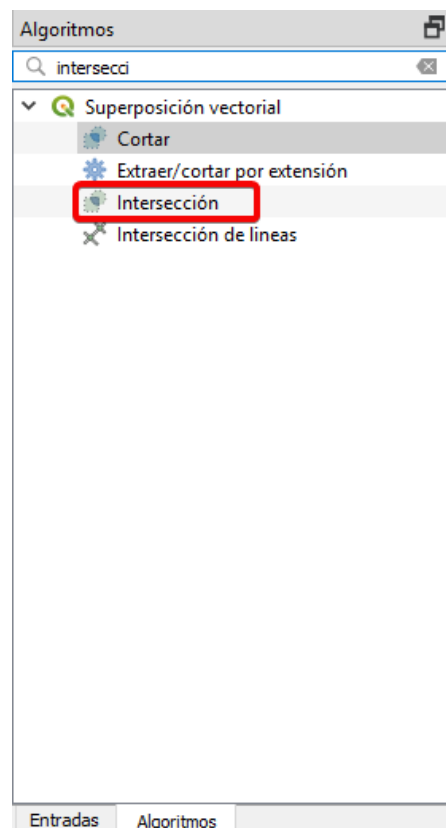 Algoritmos
intersecci
Superposición vectorial
Cortar
Extraer/cortar por extensión
Intersección
Intersección de lineas
Entradas Algoritmos